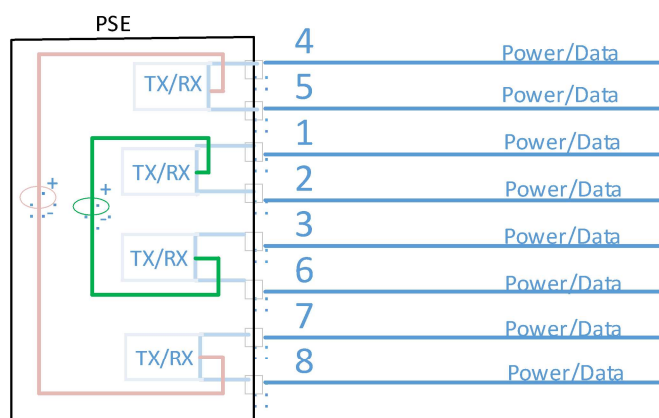 PSE
4 Power/Data
TX/RX
5 Power/Data
1 Power/Data
TX/RX
2 Power/Data
+ +
- -
3 Power/Data
TX/RX
6 Power/Data
7 Power/Data
TX/RX
8 Power/Data